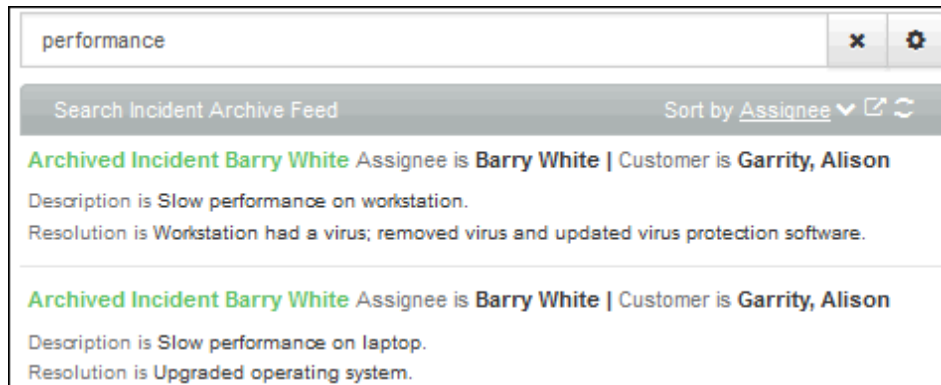 performance
Search Incident Archive Feed Sort by Assignee
Archived Incident Barry White Assignee is Barry White | Customer is Garrity, Alison
Description is Slow performance on workstation.
Resolution is Workstation had a virus; removed virus and updated virus protection software.
Archived Incident Barry White Assignee is Barry White | Customer is Garrity, Alison
Description is Slow performance on laptop.
Resolution is Upgraded operating system.